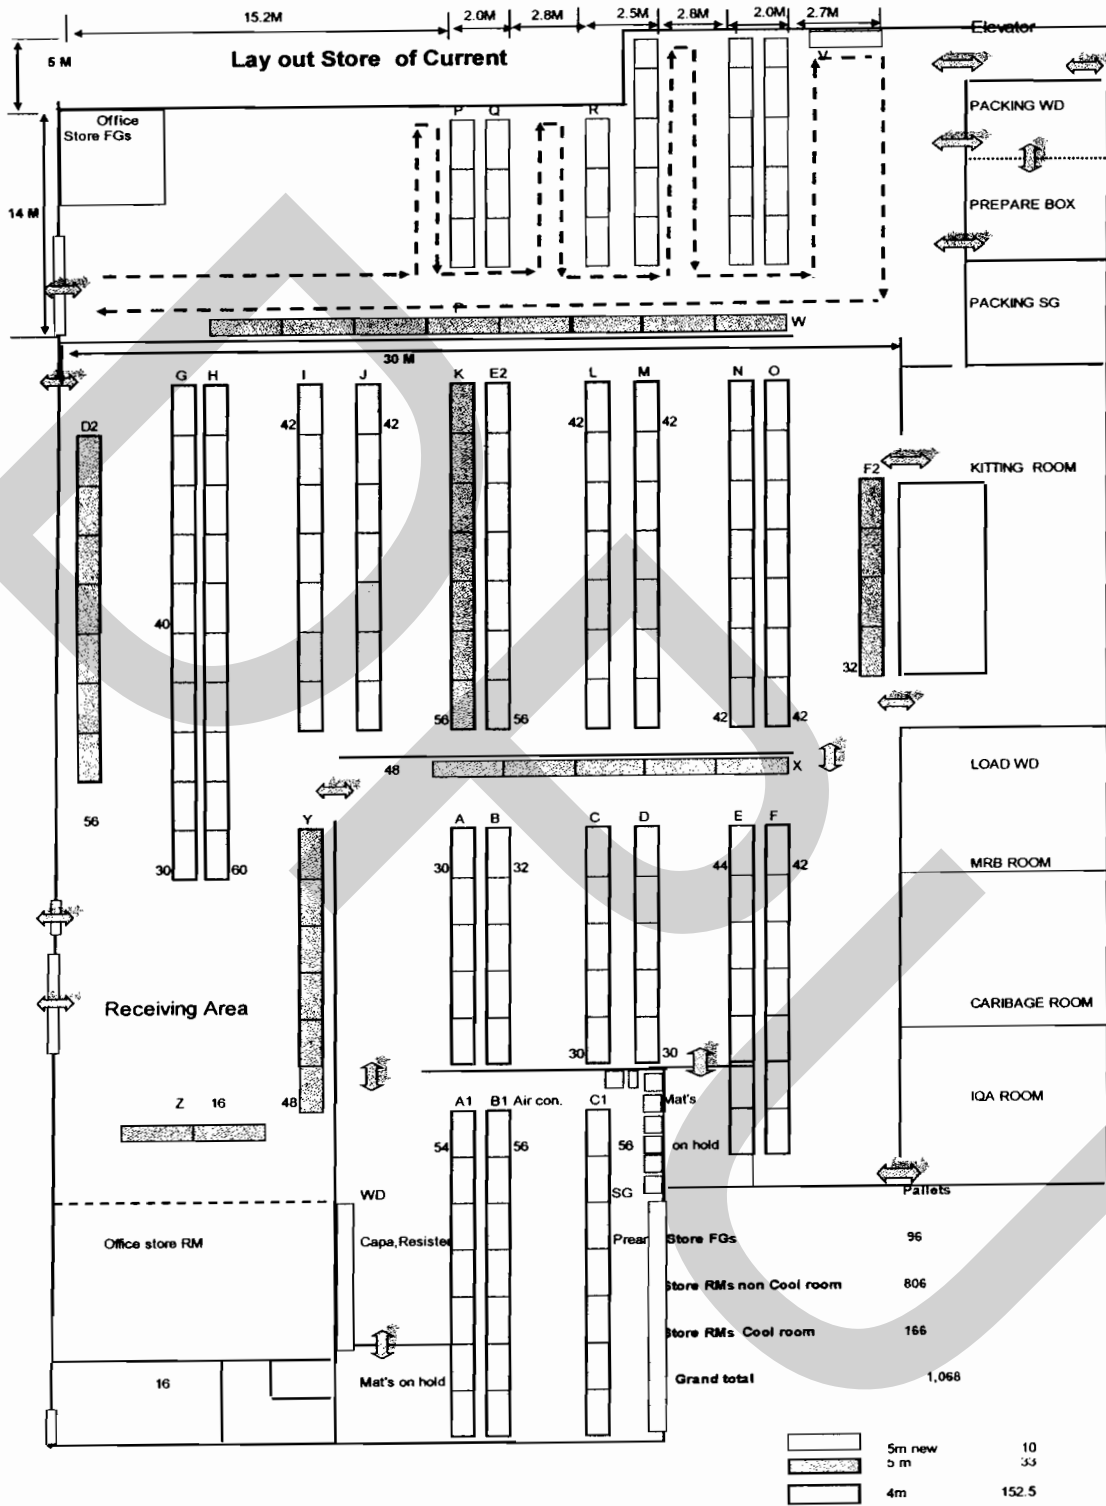 15.2M 2.0M 2.8M 2.5M 2.8M 2.0M 2.7M
Elevator
5 M
Lay out Store of Current
V
Office
Store FGs
P Q R
PACKING WD
14 M
PREPARE BOX
PACKING SG
P
W
30 M
G H I J K E2 L M N O
D2
42 42 42 42
F2
KITTING ROOM
40
32
56 56 42 42
48 X
LOAD WD
56
Y A B C D E F
30 60 30 32 44 42
MRB ROOM
Receiving Area
CARIBAGE ROOM
30 30
Z 16 48
A1 B1 Air con. C1 Mat's
IQA ROOM
54 56 56 on hold
WD SG
Pallets
Office store RM
Capa,Resister
Prear
Store FGs 96
Store RMs non Cool room 806
Store RMs Cool room 166
16
Mat's on hold
Grand total 1,068
5m new 10
5 m 33
4m 152.5